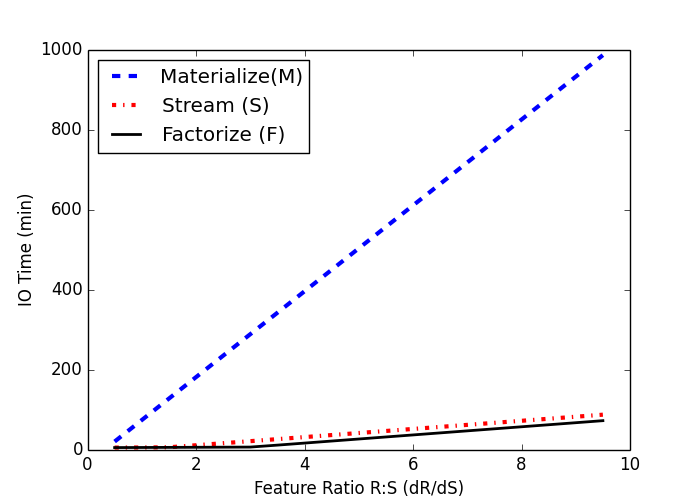 1000
800
600
400
200
0
IO Time (min)
Materialize(M)
Stream (S)
Factorize (F)
0 2 4 6 8 10
Feature Ratio R:S (dR/dS)